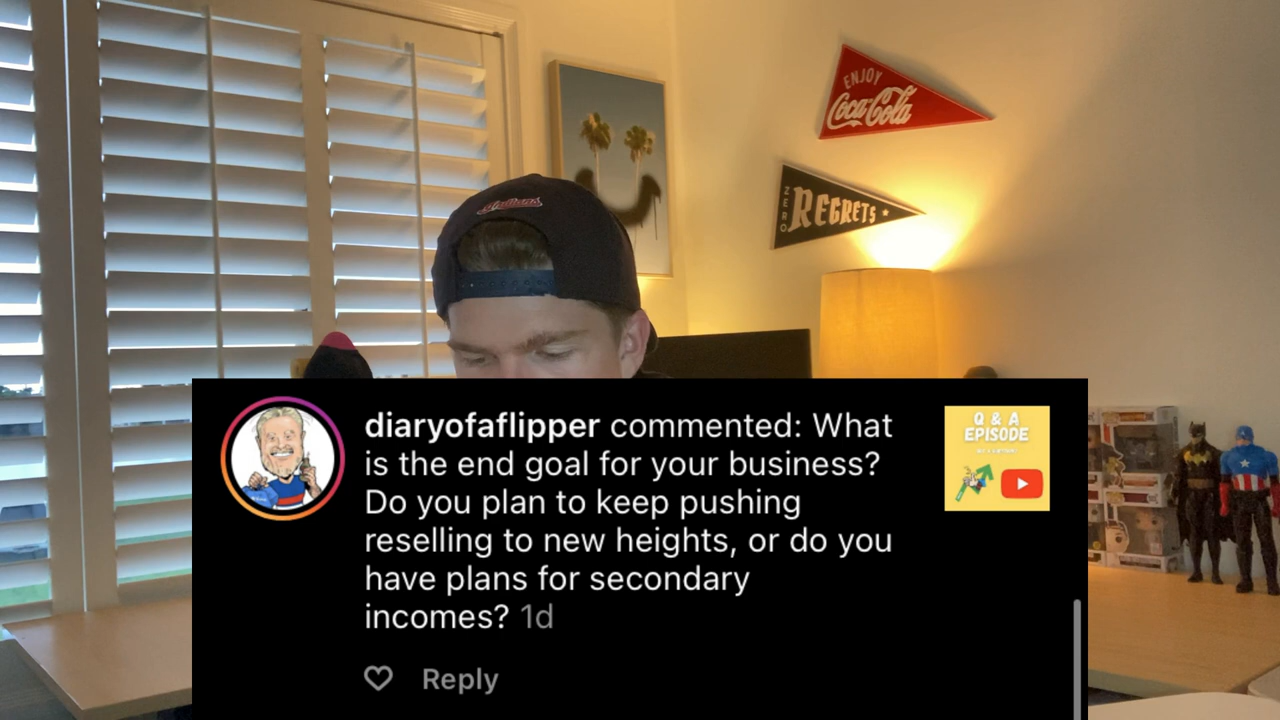 ENJOY
Coca-Cola
ZERO
REGRETS
diaryofaflipper commented: What
is the end goal for your business?
Do you plan to keep pushing
reselling to new heights, or do you
have plans for secondary
incomes? 1d
Reply
Q & A
EPISODE